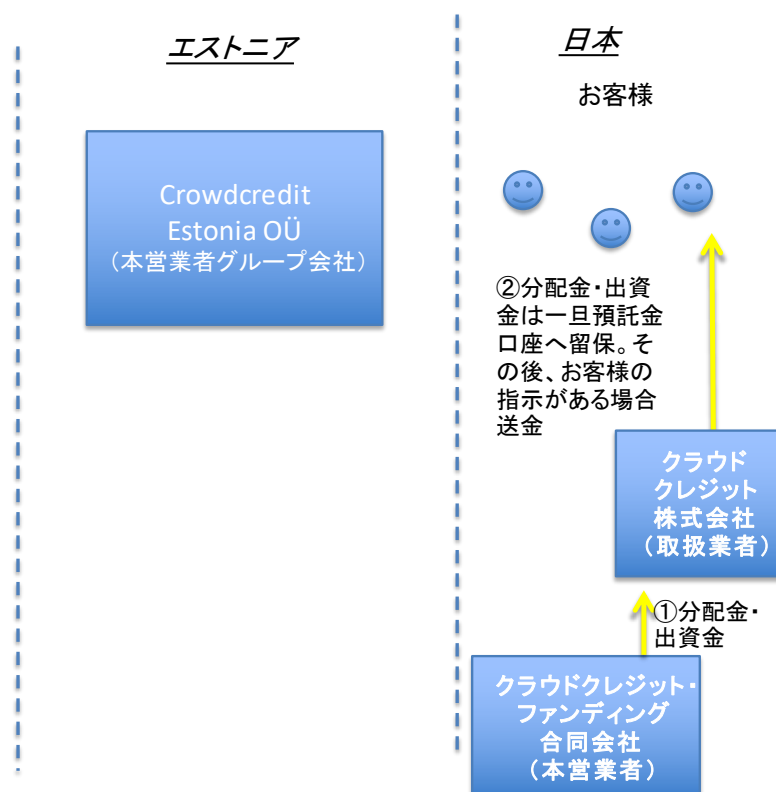 エストニア
日本
お客様
Crowdcredit
Estonia OÜ
（本営業者グループ会社）
②分配金・出資
金は一旦預託金
口座へ留保。そ
の後、お客様の
指示がある場合
送金
クラウド
クレジット
株式会社
（取扱業者）
①分配金・
出資金
クラウドクレジット・
ファンディング
合同会社
（本営業者）